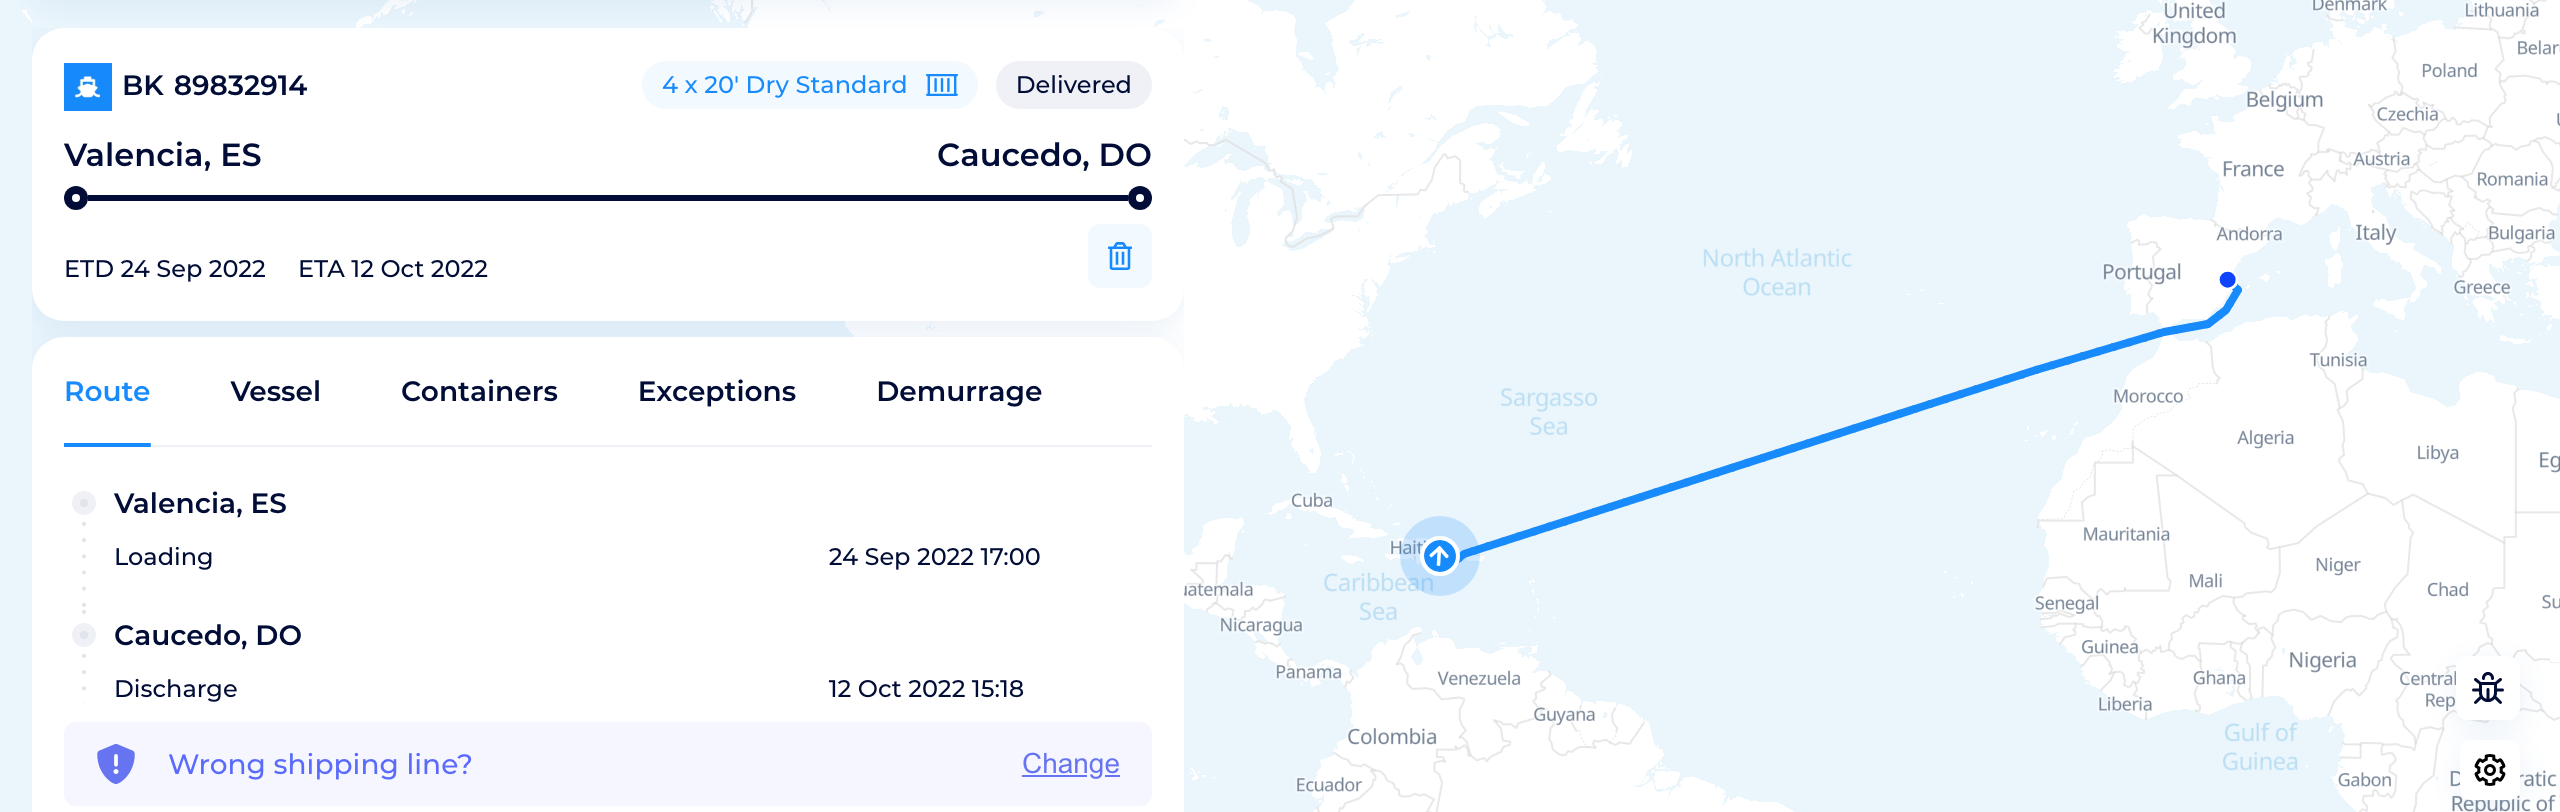 BK 89832914
4 x 20' Dry Standard
Delivered
Valencia, ES
Caucedo, DO
ETD 24 Sep 2022
ETA 12 Oct 2022
Route
Vessel
Containers
Exceptions
Demurrage
Valencia, ES
Loading
24 Sep 2022 17:00
Caucedo, DO
Discharge
12 Oct 2022 15:18
Wrong shipping line?
Change
United
Kingdom
Denmark
Lithuania
Belar
Poland
Belgium
Czechia
France
Austria
Romania
Andorra
Italy
Bulgaria
Portugal
Greece
North Atlantic
Ocean
Sargasso
Sea
Tunisia
Morocco
Algeria
Libya
Eg
Cuba
Haiti
Caribbean
Sea
uatemala
Nicaragua
Panama
Venezuela
Guyana
Colombia
Ecuador
Mauritania
Mali
Niger
Chad
Su
Senegal
Guinea
Nigeria
Ghana
Liberia
Central
Rep
Gulf of
Guinea
Gabon
D
ratic
Republic of